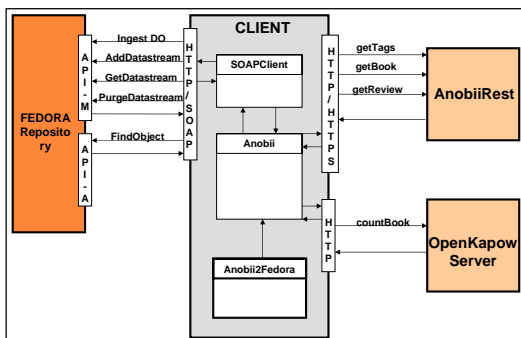 CLIENT
Ingest DO
AddDatastream
GetDatastream
PurgeDatastream
FindObject
FEDORA
Reposito
ry
API-M
API-A
HTTP/SOAP
SOAPClient
Anobii
Anobii2Fedora
HTTP/HTTPS
HTTP
getTags
getBook
getReview
countBook
AnobiiRest
OpenKapow
Server